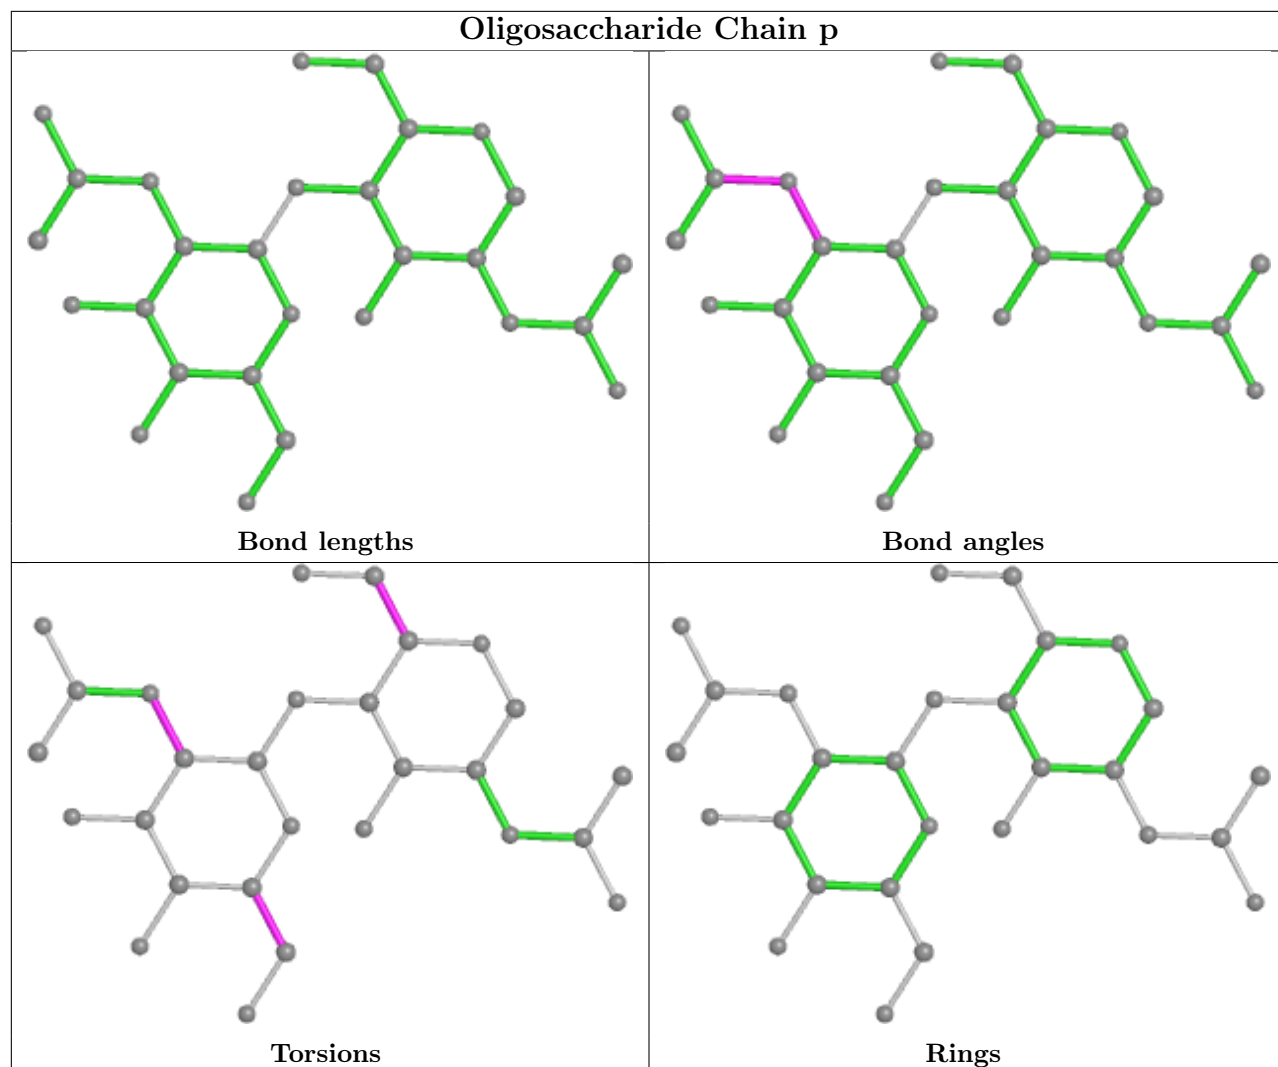 Oligosaccharide Chain p
Bond lengths
Bond angles
Torsions
Rings